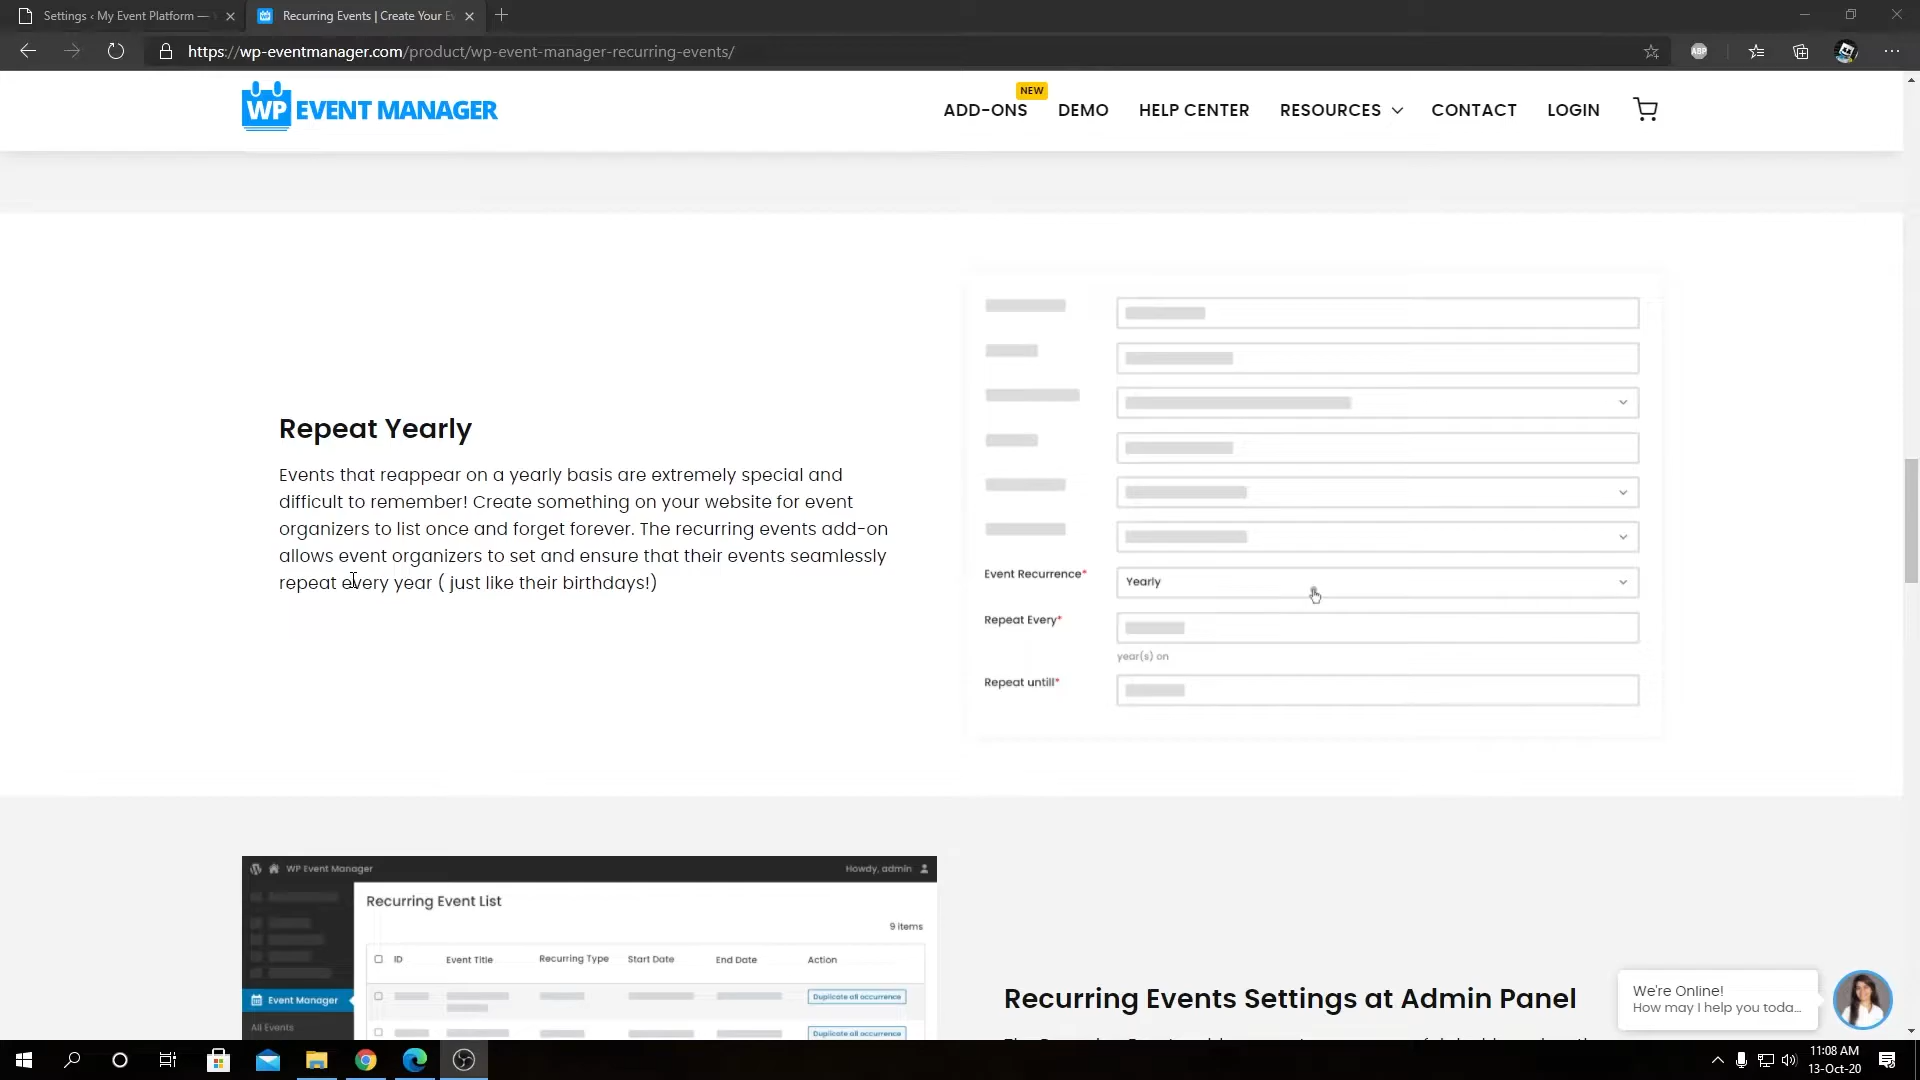 Settings ‹ My Event Platform —
Recurring Events | Create Your E
https://wp-eventmanager.com/product/wp-event-manager-recurring-events/
ABP
WP EVENT MANAGER
NEW
ADD-ONS
DEMO
HELP CENTER
RESOURCES
CONTACT
LOGIN
Repeat Yearly
Events that reappear on a yearly basis are extremely special and
difficult to remember! Create something on your website for event
organizers to list once and forget forever. The recurring events add-on
allows event organizers to set and ensure that their events seamlessly
repeat every year ( just like their birthdays!)
Event Recurrence*
Yearly
Repeat Every*
year(s) on
Repeat untill*
WP Event Manager
Howdy, admin
Recurring Event List
9 items
ID
Event Title
Recurring Type
Start Date
End Date
Action
Duplicate all occurrence
Event Manager
All Events
Duplicate all occurrence
Recurring Events Settings at Admin Panel
We're Online!
How may I help you toda...
11:08 AM
13-Oct-20